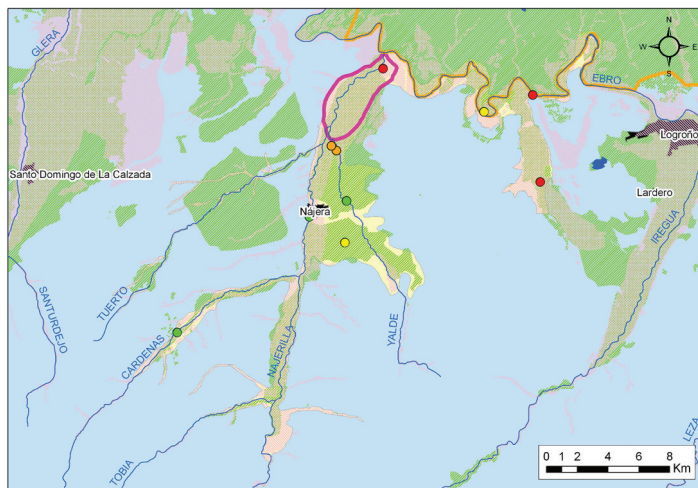 GLERA
N
W E
S
EBRO
Logroño
Santo Domingo de La Calzada
Lardero
Nájera
IREGUA
TUERTO
SANTURDEJO
CARDENAS
NAJERILLA
YALDE
TOBIA
LEZA
0 1 2 4 6 8
Km